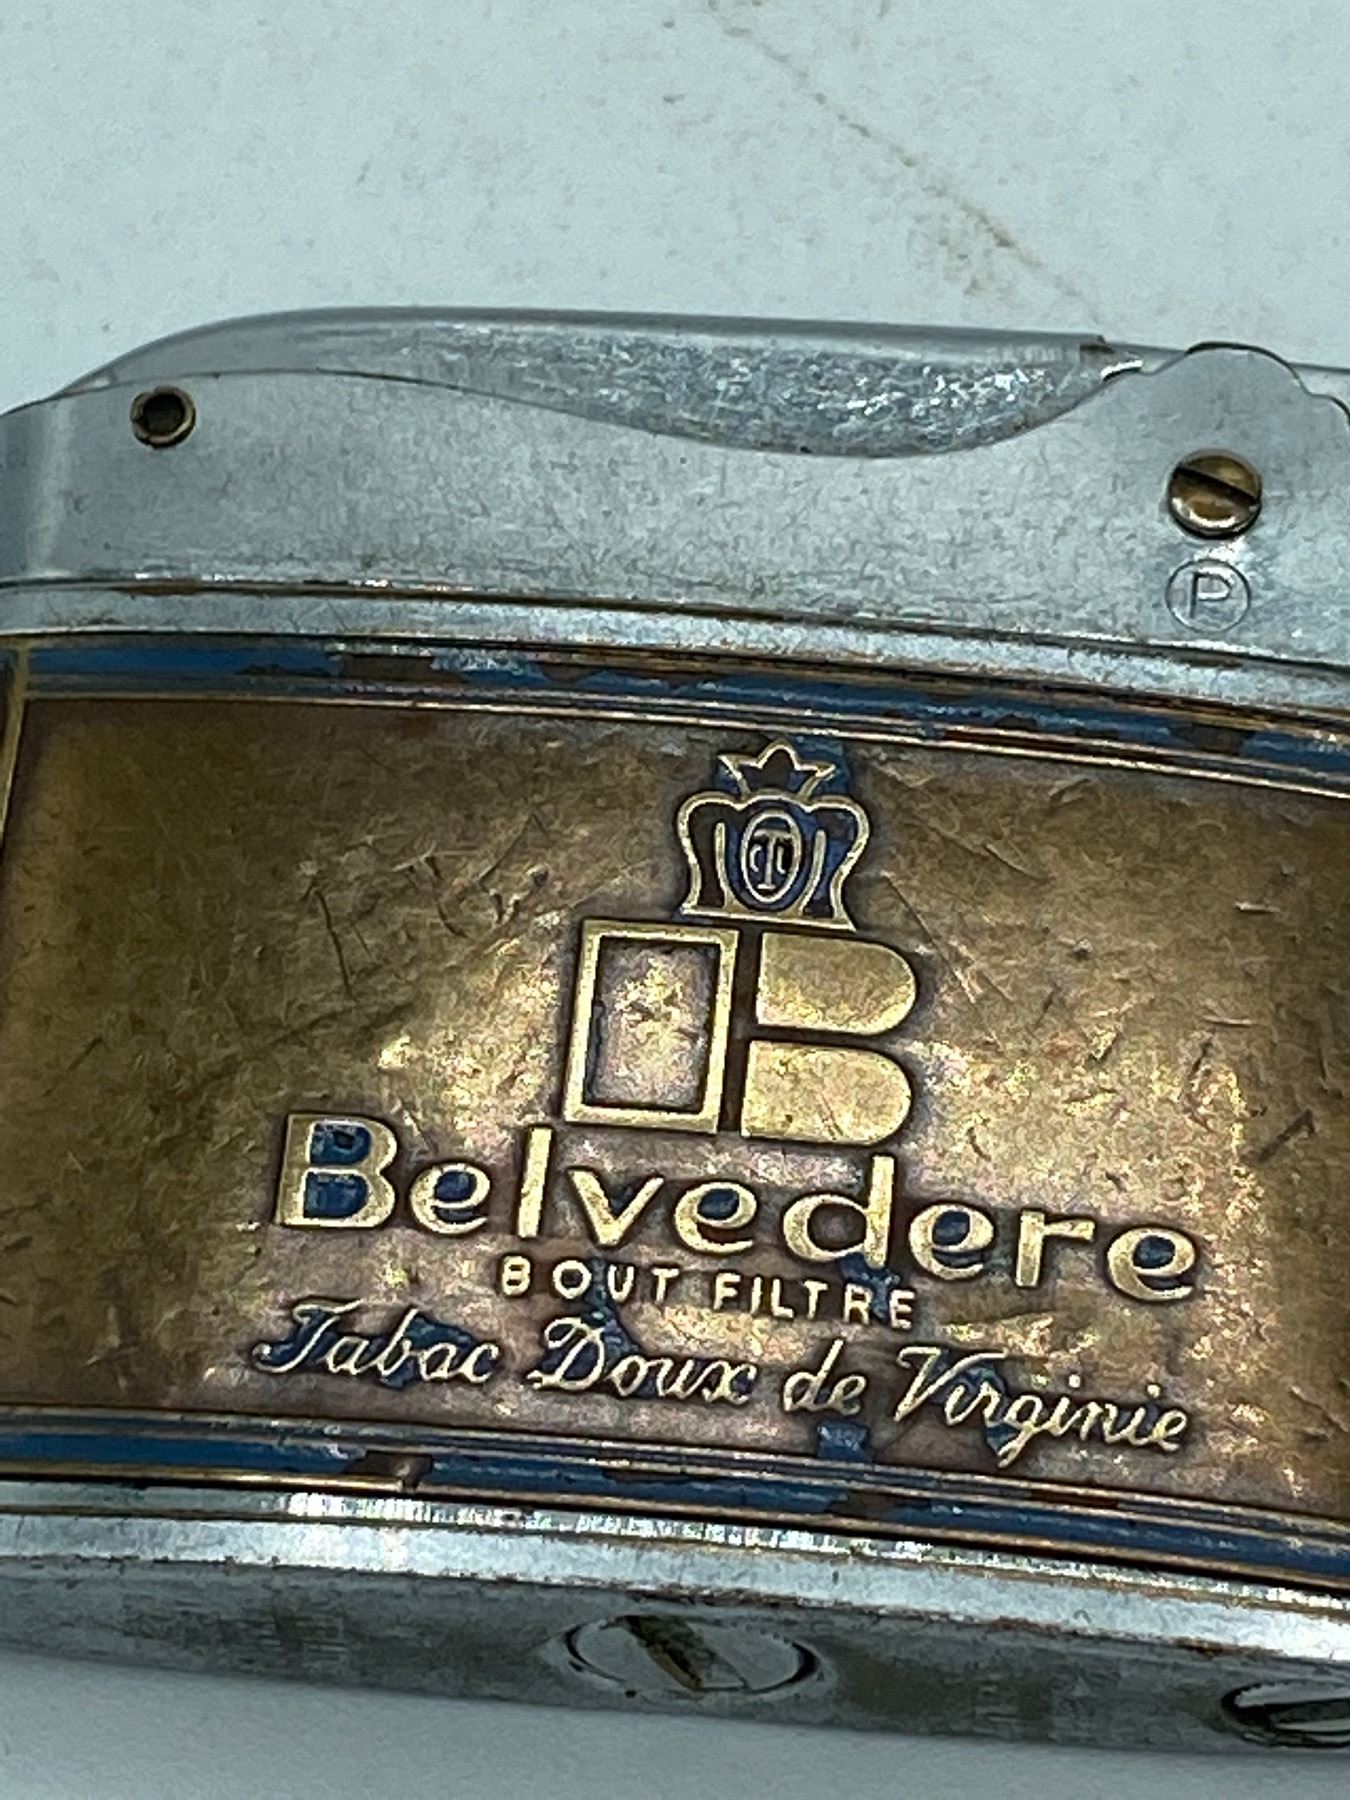 P
B
Belvedere
BOUT FILTRE
Tabac Doux de Virginie